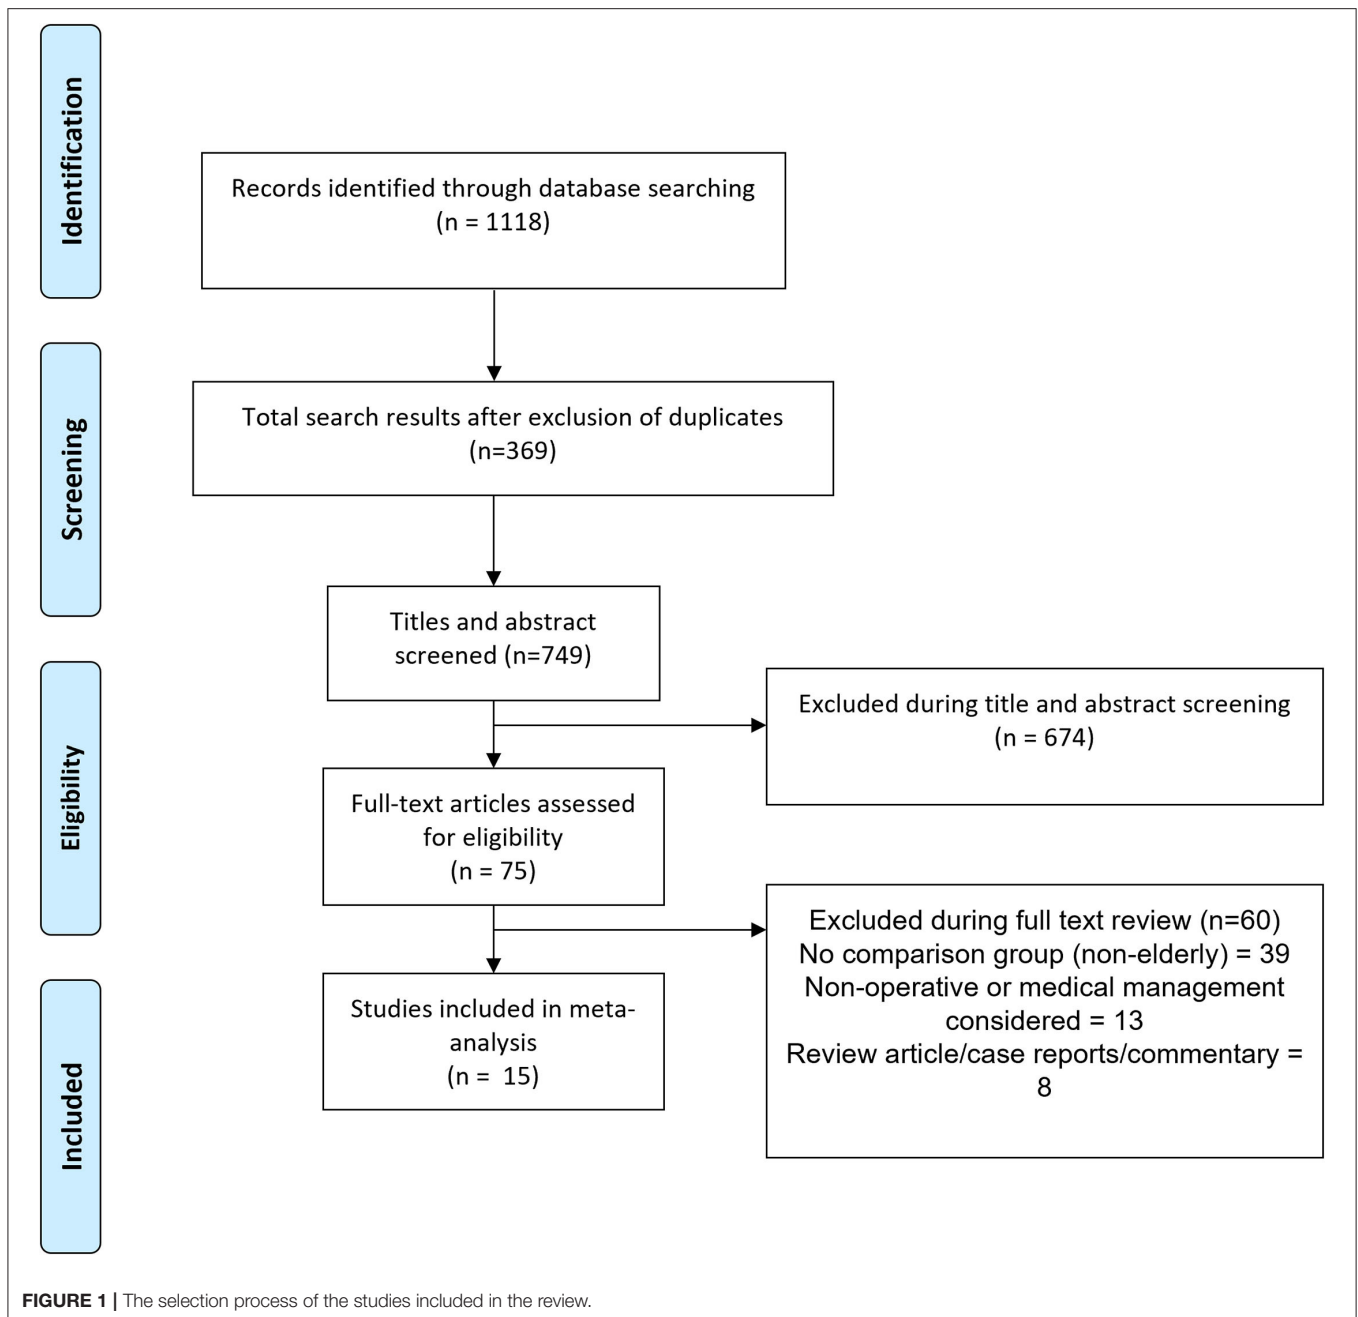 Identification
Records identified through database searching
(n = 1118)
Screening
Total search results after exclusion of duplicates
(n=369)
Titles and abstract
screened (n=749)
Excluded during title and abstract screening
(n = 674)
Eligibility
Full-text articles assessed
for eligibility
(n = 75)
Excluded during full text review (n=60)
No comparison group (non-elderly) = 39
Non-operative or medical management
considered = 13
Review article/case reports/commentary =
8
Included
Studies included in meta-
analysis
(n =  15)
FIGURE 1 | The selection process of the studies included in the review.